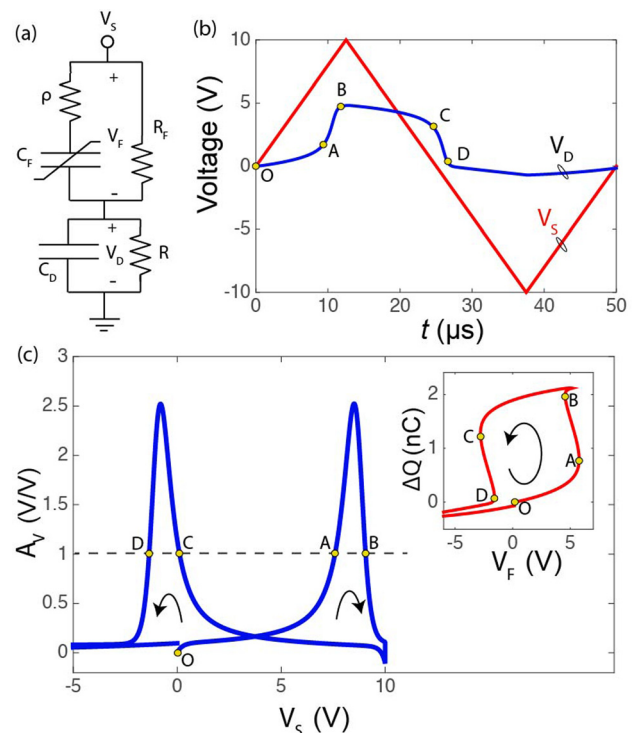 (a)
V_S
+
ρ
C_F
V_F
R_F
-
+
C_D
V_D
R
-
(b)
Voltage (V)
10
5
0
-5
-10
O
A
B
C
D
V_D
V_S
0
10
20
30
40
50
t (μs)
(c)
A_V (V/V)
3
2.5
2
1.5
1
0.5
0
D
C
A
B
O
-5
0
5
10
V_s (V)
ΔQ (nC)
2
1
0
B
C
A
D
O
-5
0
5
V_F (V)